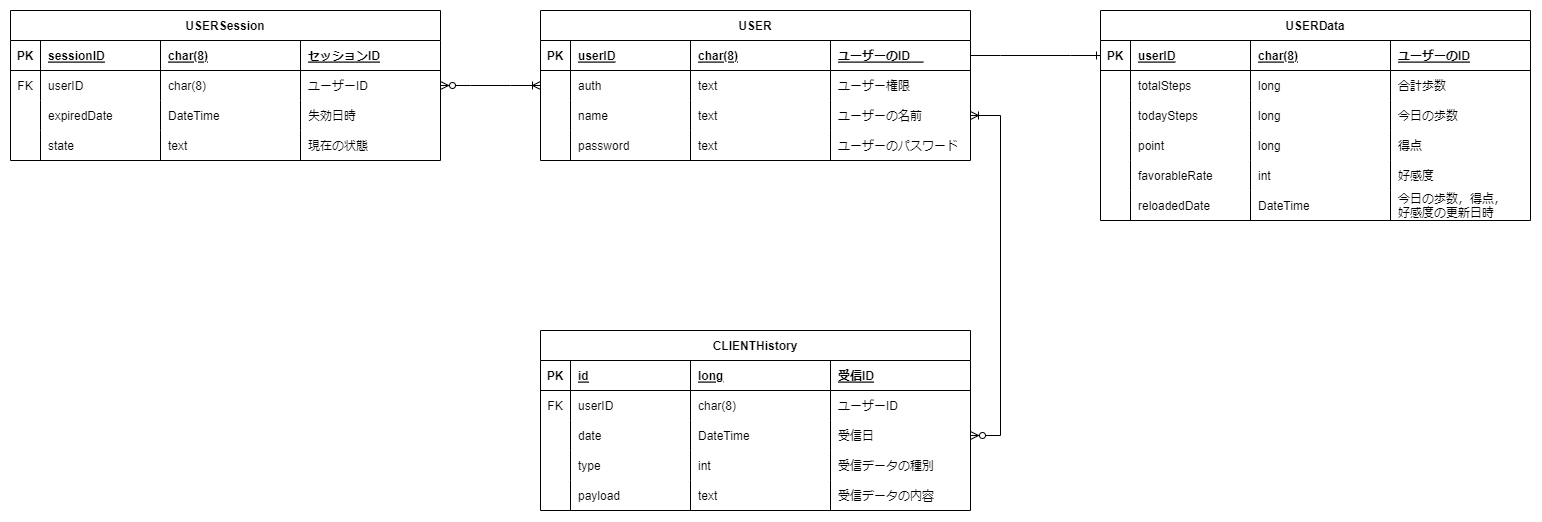 USERSession
PK sessionID char(8) セッションID
FK userID char(8) ユーザーID
expiredDate DateTime 失効日時
state text 現在の状態
USER
PK userID char(8) ユーザーのID
auth text ユーザー権限
name text ユーザーの名前
password text ユーザーのパスワード
USERData
PK userID char(8) ユーザーのID
totalSteps long 合計歩数
todaySteps long 今日の歩数
point long 得点
favorableRate int 好感度
reloadedDate DateTime 今日の歩数，得点，
好感度の更新日時
CLIENTHistory
PK id long 受信ID
FK userID char(8) ユーザーID
date DateTime 受信日
type int 受信データの種別
payload text 受信データの内容